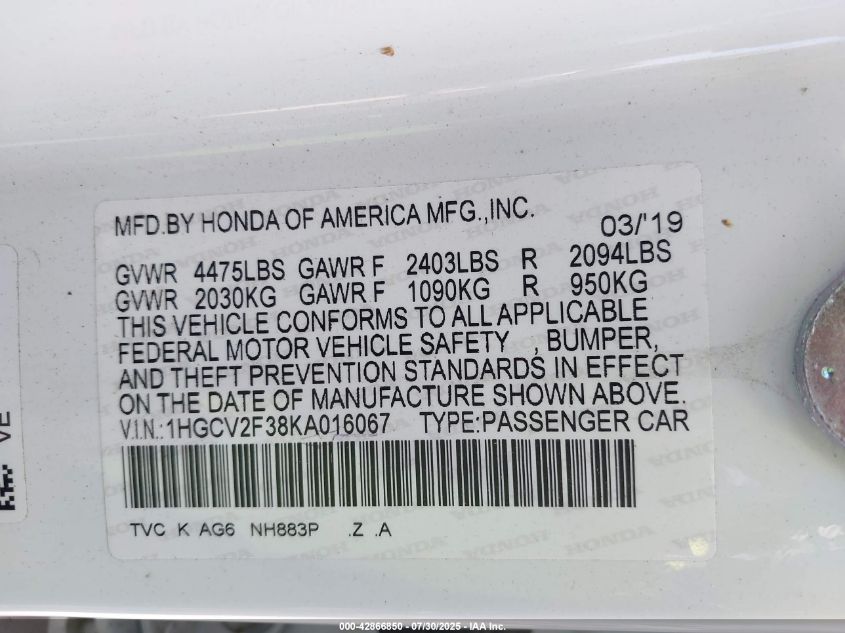 MFD.BY HONDA OF AMERICA MFG.,INC. 03/'19
GVWR 4475LBS GAWR F 2403LBS R 2094LBS
GVWR 2030KG GAWR F 1090KG R 950KG
THIS VEHICLE CONFORMS TO ALL APPLICABLE
FEDERAL MOTOR VEHICLE SAFETY , BUMPER,
AND THEFT PREVENTION STANDARDS IN EFFECT
ON THE DATE OF MANUFACTURE SHOWN ABOVE.
V.I.N.:1HGCV2F38KA016067 TYPE:PASSENGER CAR
TVC K AG6 NH883P .Z .A
VE
000-42866850 - 07/30/2025 - IAA Inc.